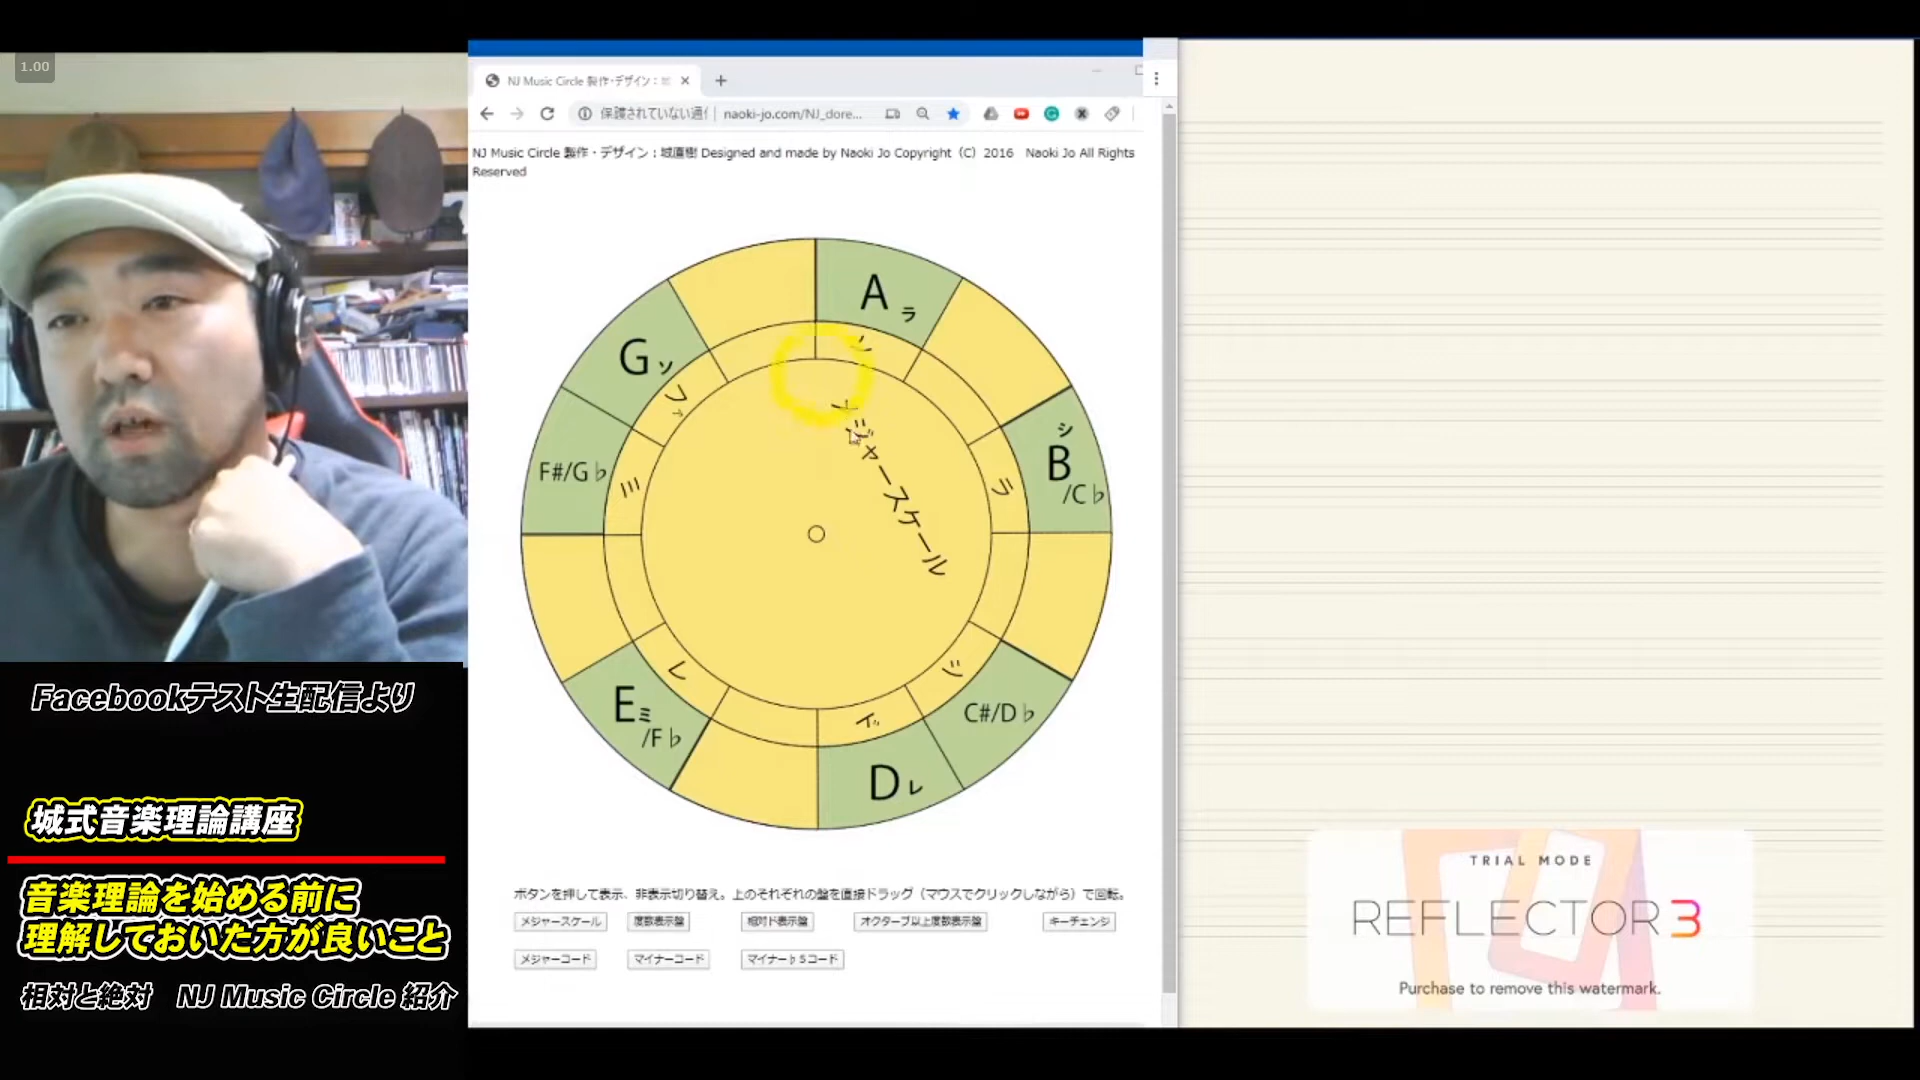 1.00
NJ Music Circle 製作・デザイン：
保護されていない通信
naoki-jo.com/NJ_dore...
NJ Music Circle 製作・デザイン：城直樹 Designed and made by Naoki Jo Copyright（C）2016 Naoki Jo All Rights
Reserved
A ラ
ソ
G ソ
ファ
シ
B
/C♭
ラ
F#/G♭
ミ
メジャースケール
E ミ
/F♭
レ
シ
C#/D♭
ド
D レ
ボタンを押して表示、非表示切り替え。上のそれぞれの盤を直接ドラッグ（マウスでクリックしながら）で回転。
メジャースケール
度数表示盤
相対ド表示盤
オクターブ以上度数表示盤
キーチェンジ
メジャーコード
マイナーコード
マイナー♭5コード
Facebookテスト生配信より
城式音楽理論講座
音楽理論を始める前に
理解しておいた方が良いこと
相対と絶対 NJ Music Circle 紹介
TRIAL MODE
REFLECTOR 3
Purchase to remove this watermark.